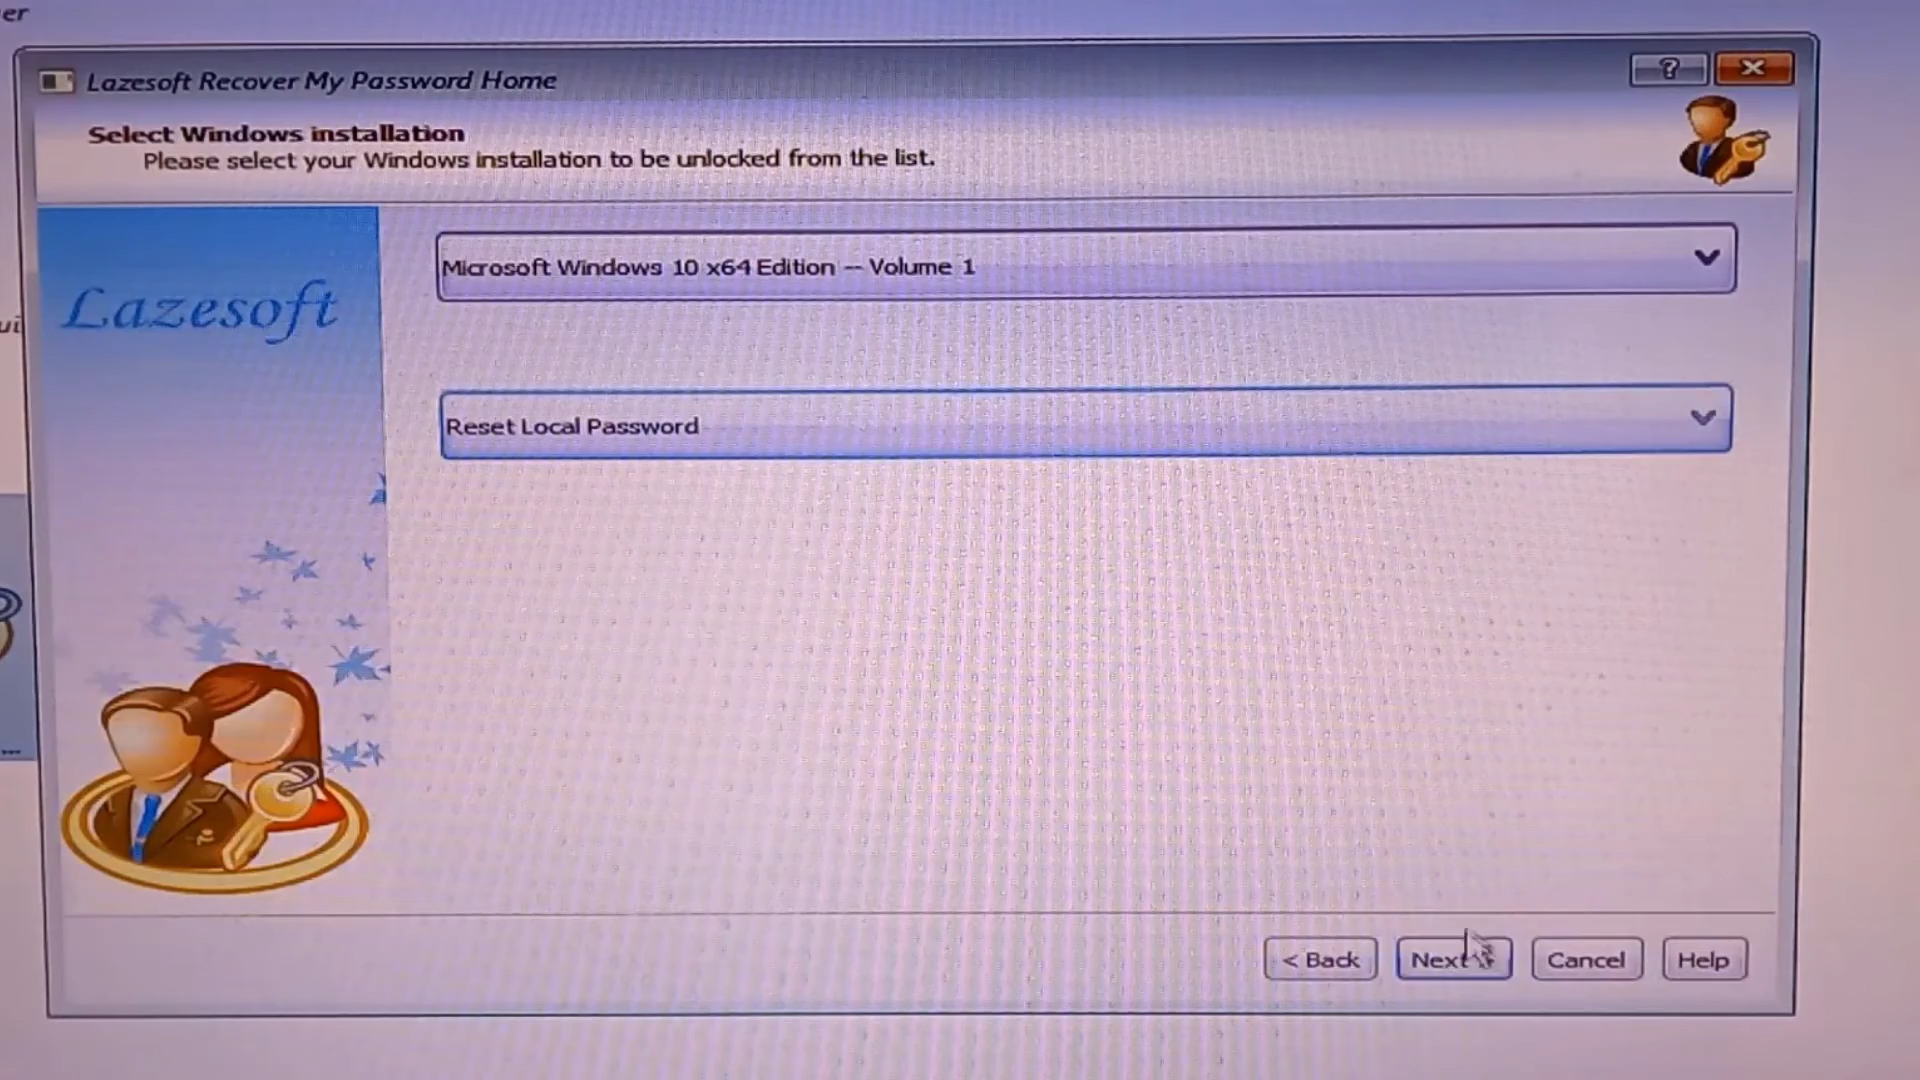 er
Lazesoft Recover My Password Home
?
Select Windows installation
Please select your Windows installation to be unlocked from the list.
Lazesoft
Microsoft Windows 10 x64 Edition -- Volume 1
ui
Reset Local Password
...
< Back
Next
Cancel
Help